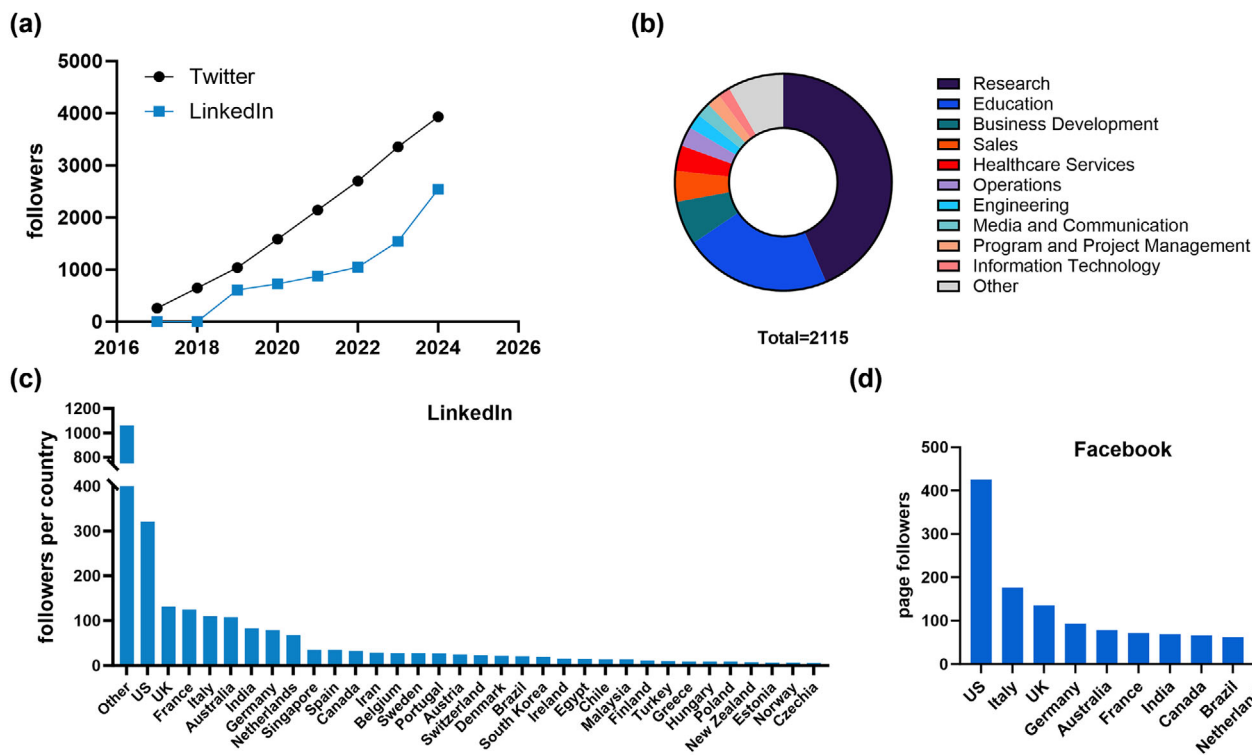 (a)
5000
4000
3000
2000
1000
0
followers
Twitter
LinkedIn
2016
2018
2020
2022
2024
2026
(b)
Research
Education
Business Development
Sales
Healthcare Services
Operations
Engineering
Media and Communication
Program and Project Management
Information Technology
Other
Total=2115
(c)
LinkedIn
followers per country
1200
1000
800
400
300
200
100
0
Other
US
UK
France
Italy
Australia
India
Germany
Netherlands
Singapore
Spain
Canada
Iran
Belgium
Sweden
Portugal
Austria
Switzerland
Denmark
Brazil
South Korea
Ireland
Egypt
Chile
Malaysia
Finland
Turkey
Greece
Hungary
Poland
New Zealand
Estonia
Norway
Czechia
(d)
Facebook
page followers
500
400
300
200
100
0
US
Italy
UK
Germany
Australia
France
India
Canada
Brazil
Netherlan